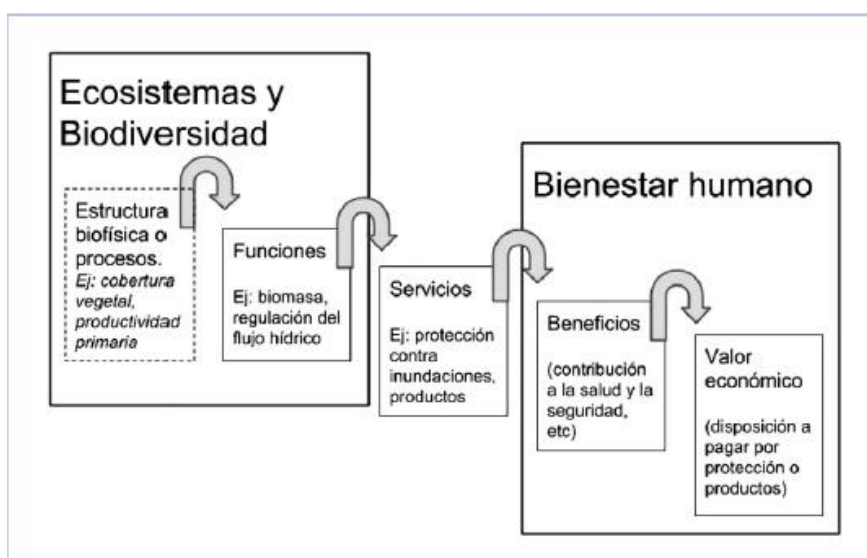 Ecosistemas y
Biodiversidad
Estructura
biofísica o
procesos.
Ej: cobertura
vegetal,
productividad
primaria
Funciones
Ej: biomasa,
regulación del
flujo hídrico
Servicios
Ej: protección
contra
inundaciones,
productos
Bienestar humano
Beneficios
(contribución
a la salud y la
seguridad,
etc)
Valor
económico
(disposición a
pagar por
protección o
productos)